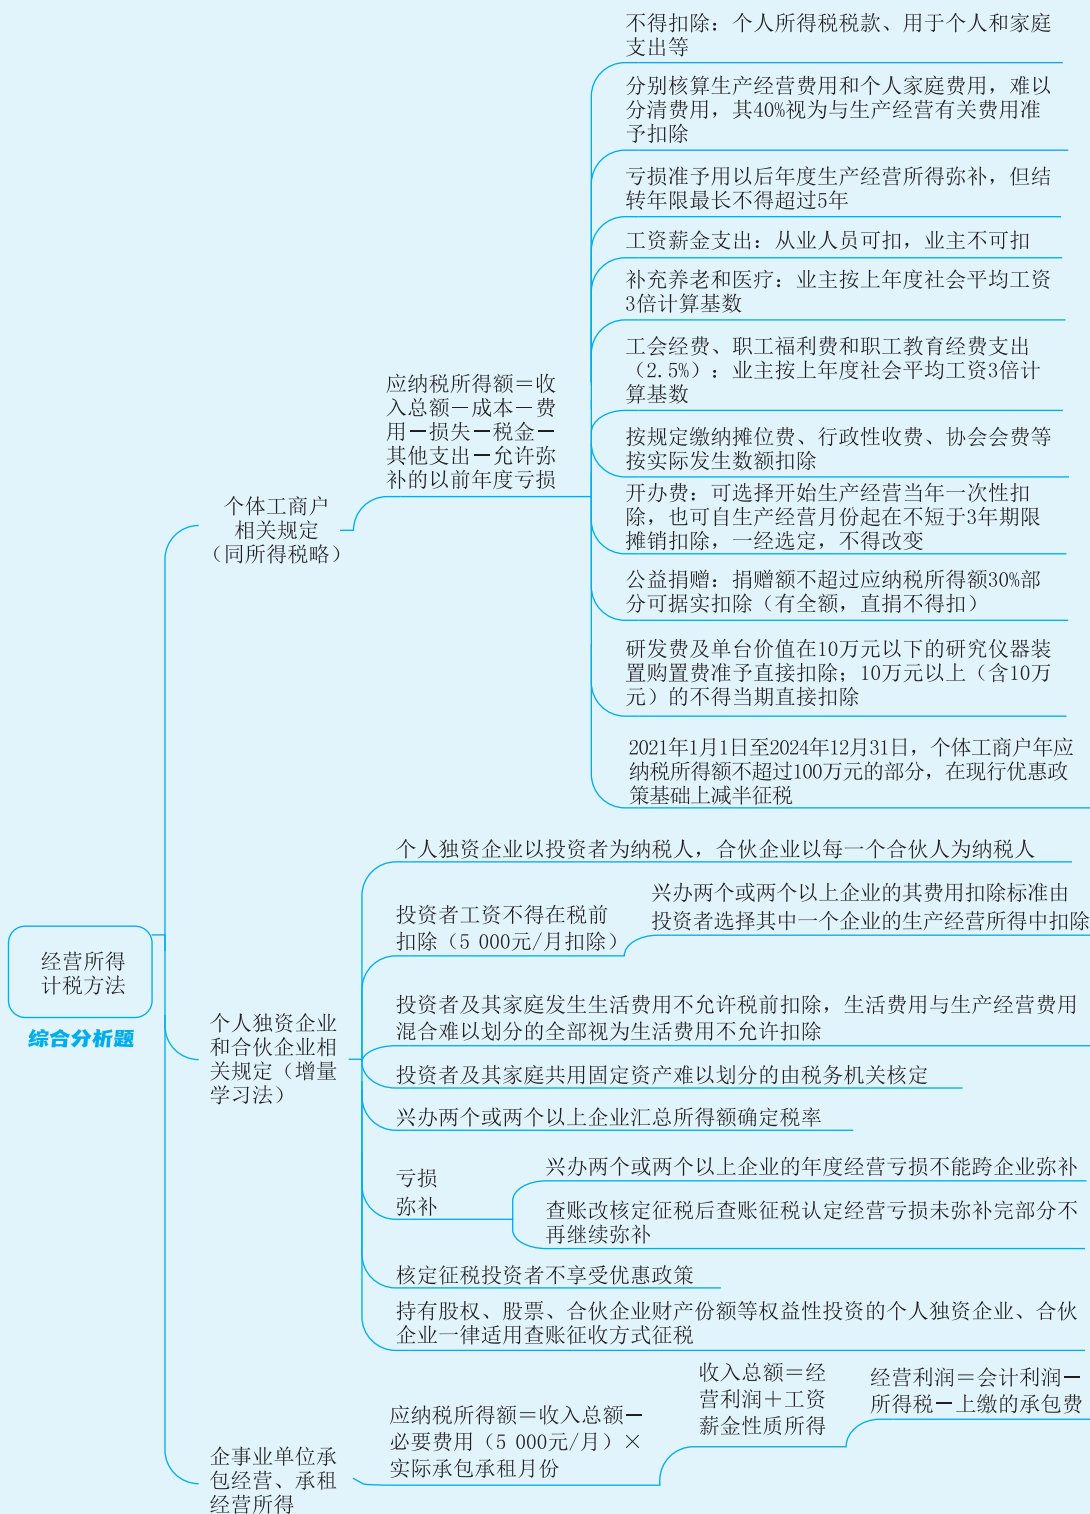 经营所得
计税方法
综合分析题
个体工商户
相关规定
（同所得税略）
应纳税所得额＝收
入总额－成本－费
用－损失－税金－
其他支出－允许弥
补的以前年度亏损
不得扣除：个人所得税税款、用于个人和家庭
支出等
分别核算生产经营费用和个人家庭费用，难以
分清费用，其40%视为与生产经营有关费用准
予扣除
亏损准予用以后年度生产经营所得弥补，但结
转年限最长不得超过5年
工资薪金支出：从业人员可扣，业主不可扣
补充养老和医疗：业主按上年度社会平均工资
3倍计算基数
工会经费、职工福利费和职工教育经费支出
（2.5%）：业主按上年度社会平均工资3倍计
算基数
按规定缴纳摊位费、行政性收费、协会会费等
按实际发生数额扣除
开办费：可选择开始生产经营当年一次性扣
除，也可自生产经营月份起在不短于3年期限
摊销扣除，一经选定，不得改变
公益捐赠：捐赠额不超过应纳税所得额30%部
分可据实扣除（有全额，直捐不得扣）
研发费及单台价值在10万元以下的研究仪器装
置购置费准予直接扣除；10万元以上（含10万
元）的不得当期直接扣除
2021年1月1日至2024年12月31日，个体工商户年应
纳税所得额不超过100万元的部分，在现行优惠政
策基础上减半征税
个人独资企业
和合伙企业相
关规定（增量
学习法）
个人独资企业以投资者为纳税人，合伙企业以每一个合伙人为纳税人
投资者工资不得在税前
扣除（5 000元/月扣除）
兴办两个或两个以上企业的其费用扣除标准由
投资者选择其中一个企业的生产经营所得中扣除
投资者及其家庭发生生活费用不允许税前扣除，生活费用与生产经营费用
混合难以划分的全部视为生活费用不允许扣除
投资者及其家庭共用固定资产难以划分的由税务机关核定
兴办两个或两个以上企业汇总所得额确定税率
亏损
弥补
兴办两个或两个以上企业的年度经营亏损不能跨企业弥补
查账改核定征税后查账征税认定经营亏损未弥补完部分不
再继续弥补
核定征税投资者不享受优惠政策
持有股权、股票、合伙企业财产份额等权益性投资的个人独资企业、合伙
企业一律适用查账征收方式征税
企事业单位承
包经营、承租
经营所得
应纳税所得额＝收入总额－
必要费用（5 000元/月）×
实际承包承租月份
收入总额＝经
营利润＋工资
薪金性质所得
经营利润＝会计利润－
所得税－上缴的承包费